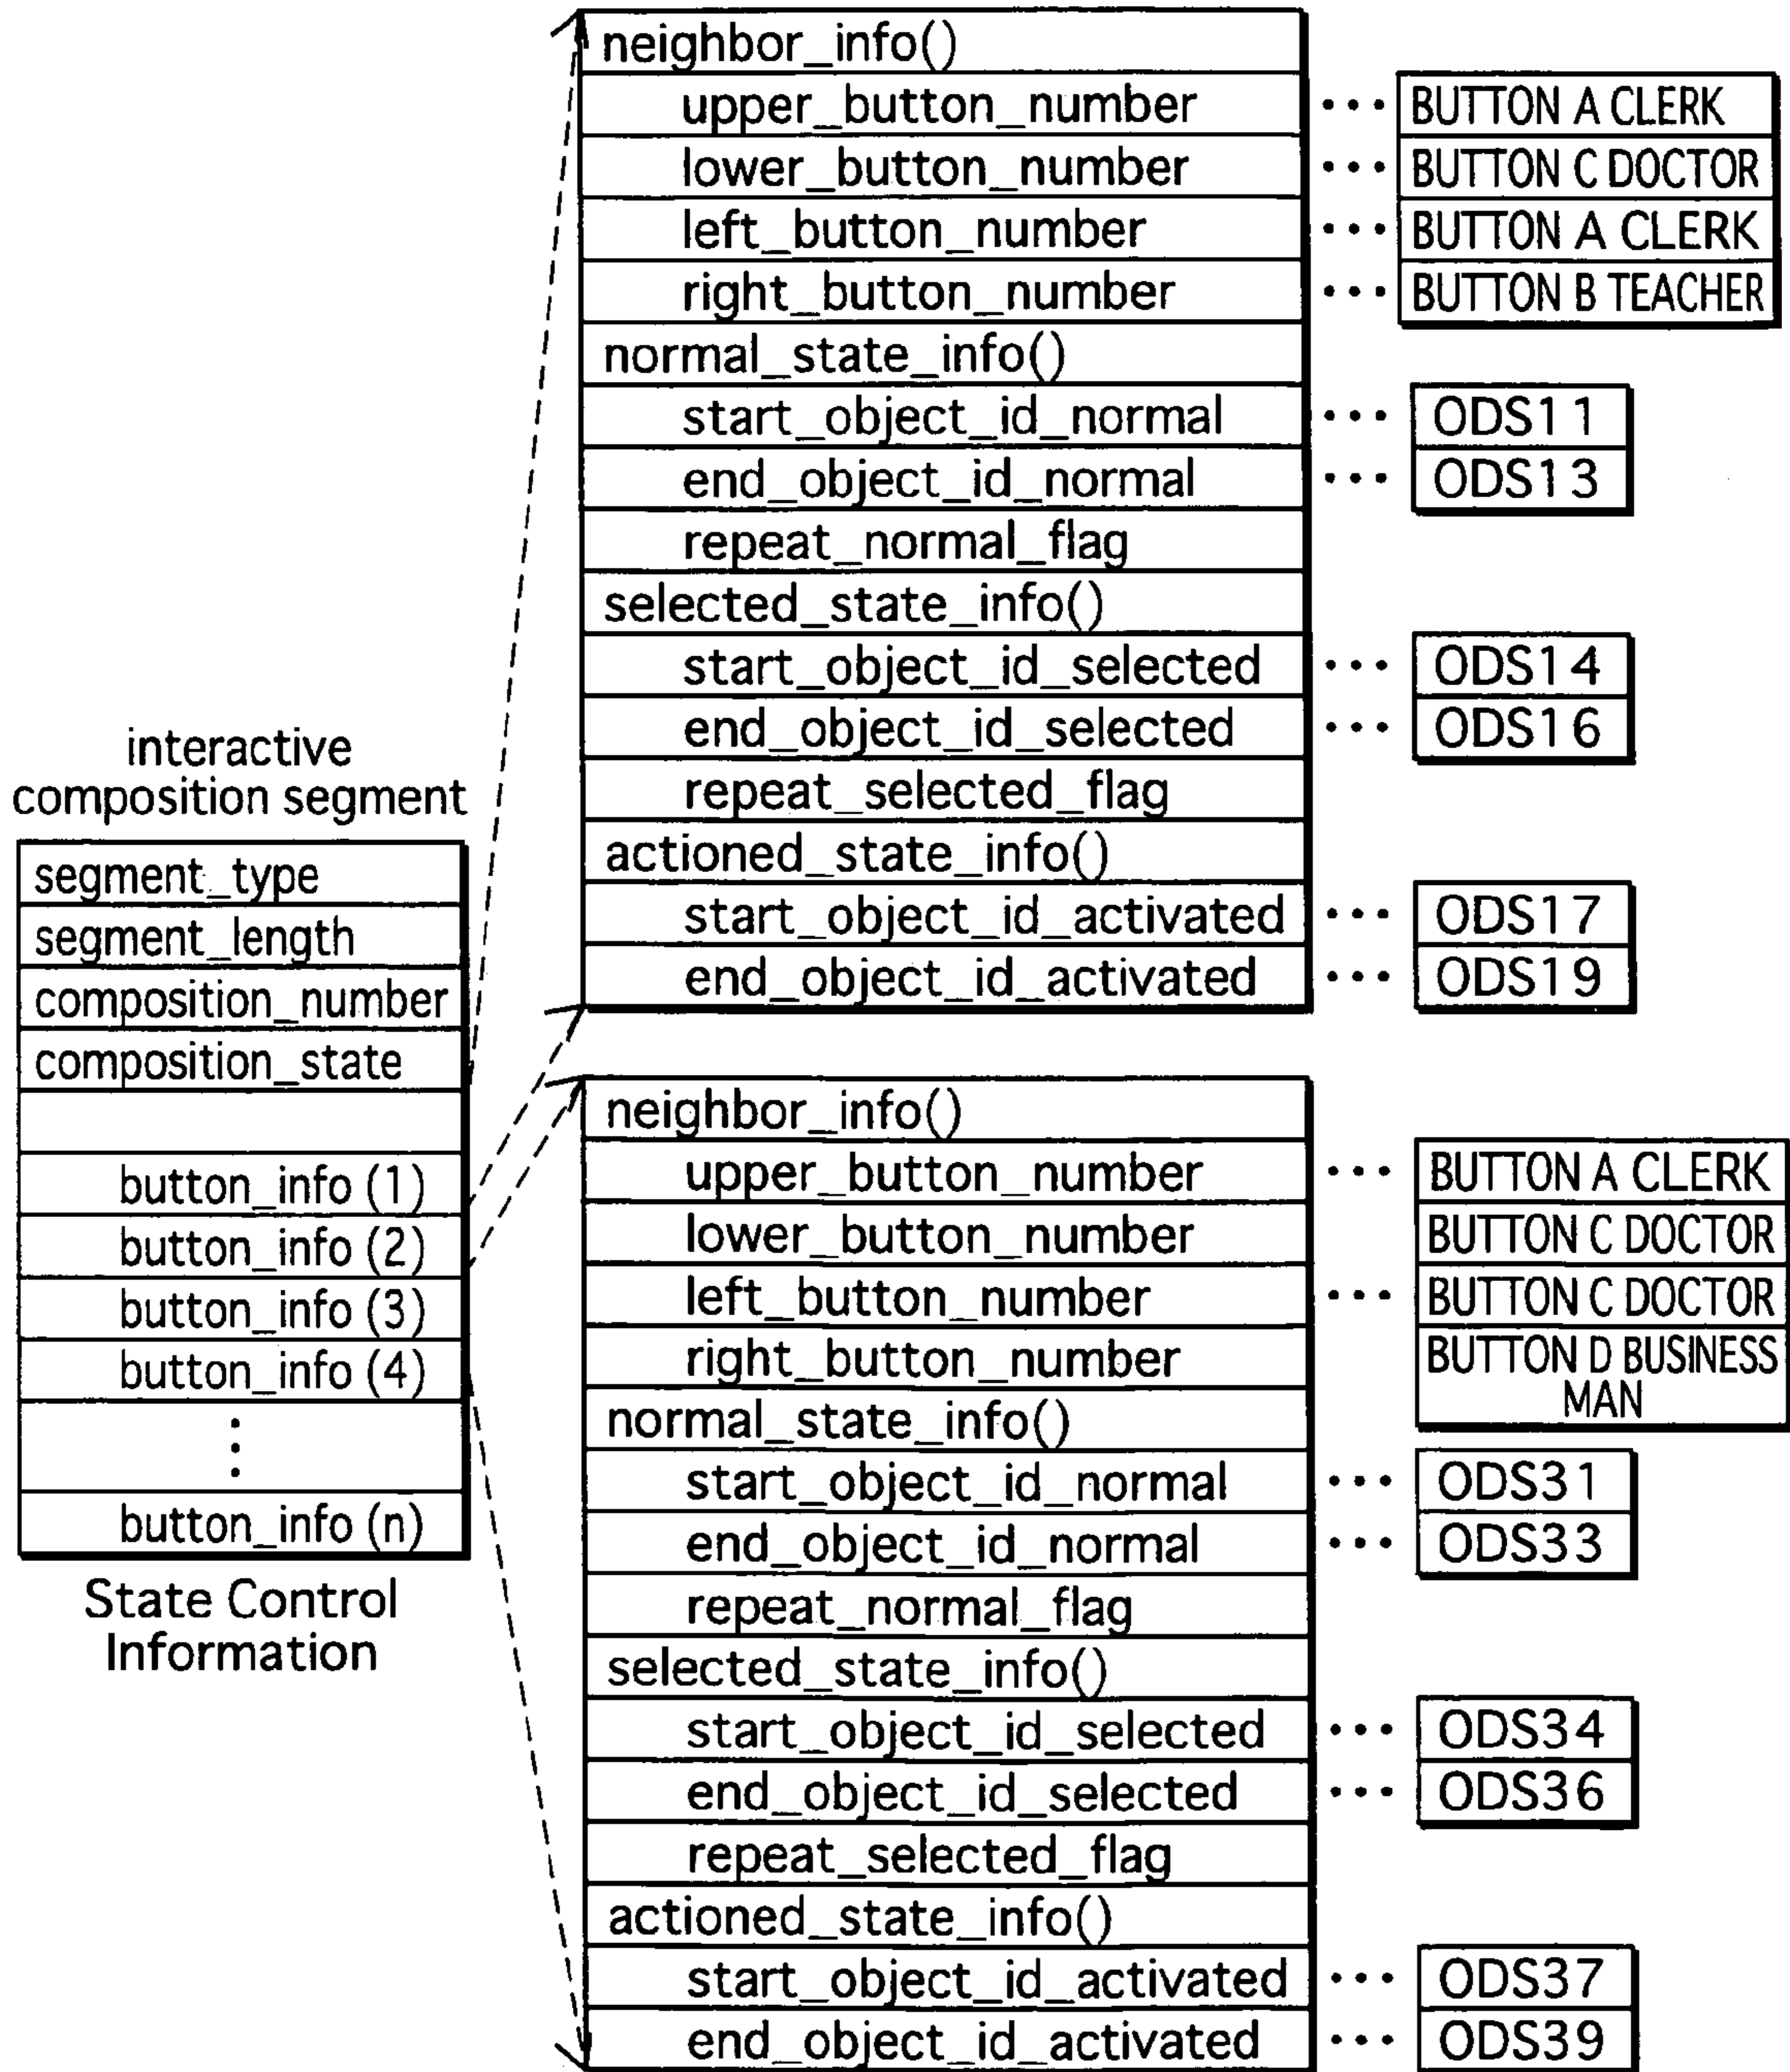 interactive
composition segment
segment_type
segment_length
composition_number
composition_state
button_info (1)
button_info (2)
button_info (3)
button_info (4)
button_info (n)
State Control
Information
neighbor_info()
upper_button_number ··· BUTTON A CLERK
lower_button_number ··· BUTTON C DOCTOR
left_button_number ··· BUTTON A CLERK
right_button_number ··· BUTTON B TEACHER
normal_state_info()
start_object_id_normal ··· ODS11
end_object_id_normal ··· ODS13
repeat_normal_flag
selected_state_info()
start_object_id_selected ··· ODS14
end_object_id_selected ··· ODS16
repeat_selected_flag
actioned_state_info()
start_object_id_activated ··· ODS17
end_object_id_activated ··· ODS19
neighbor_info()
upper_button_number ··· BUTTON A CLERK
lower_button_number BUTTON C DOCTOR
left_button_number ··· BUTTON C DOCTOR
right_button_number BUTTON D BUSINESS
MAN
normal_state_info()
start_object_id_normal ··· ODS31
end_object_id_normal ··· ODS33
repeat_normal_flag
selected_state_info()
start_object_id_selected ··· ODS34
end_object_id_selected ··· ODS36
repeat_selected_flag
actioned_state_info()
start_object_id_activated ··· ODS37
end_object_id_activated ··· ODS39